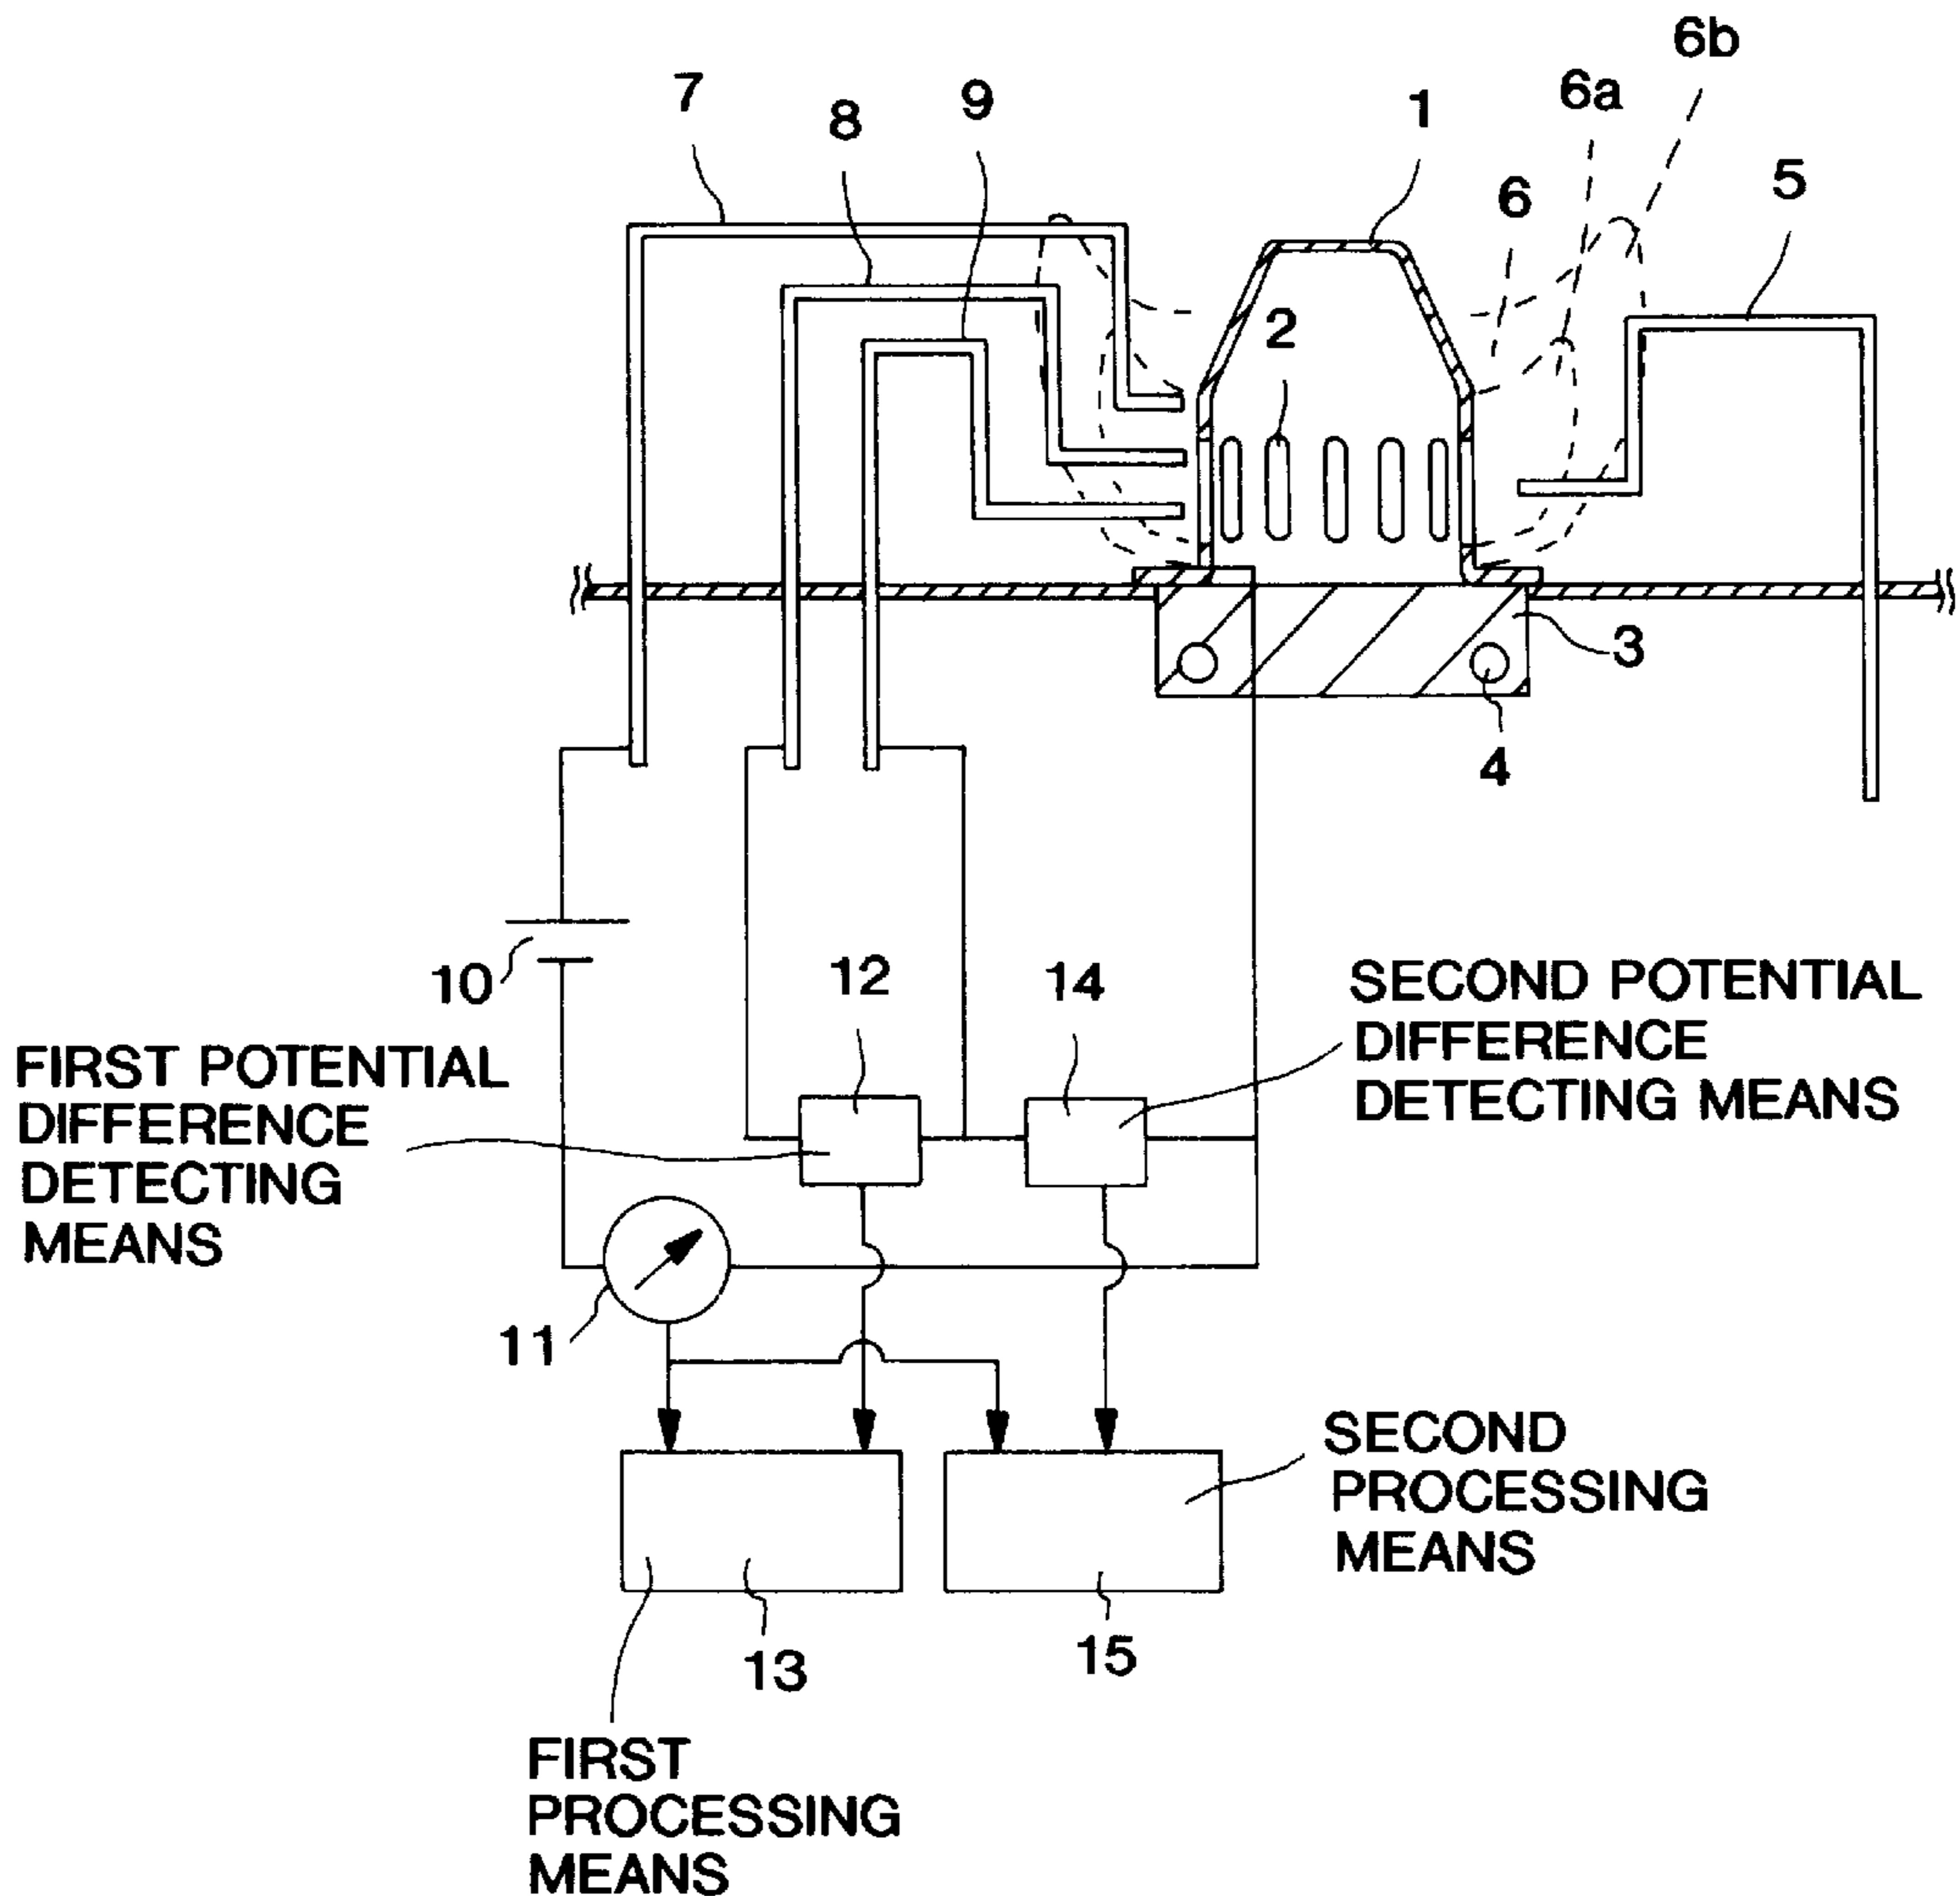 6b
6a
7
9
8
1
5
6
2
3
4
10
12
14
SECOND POTENTIAL
DIFFERENCE
DETECTING MEANS
FIRST POTENTIAL
DIFFERENCE
DETECTING
MEANS
11
SECOND
PROCESSING
MEANS
13
15
FIRST
PROCESSING
MEANS